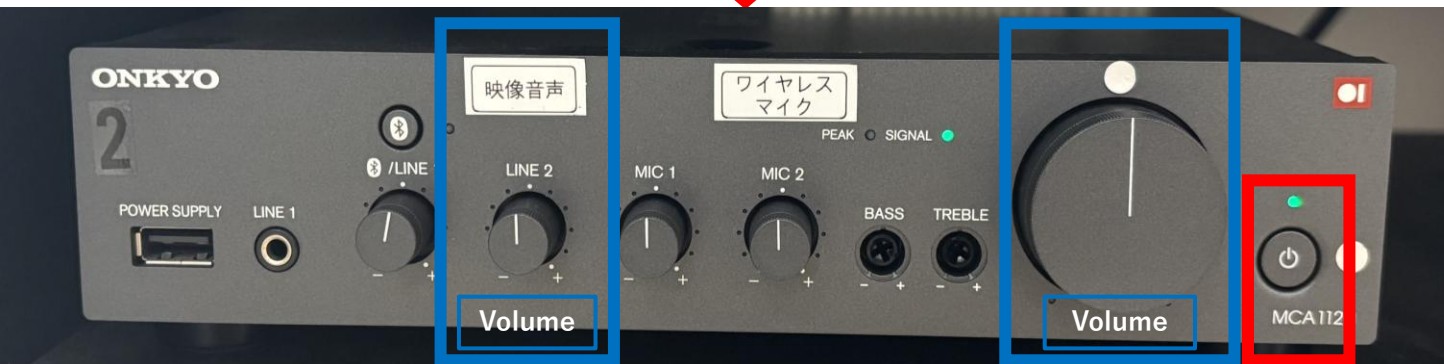 ONKYO
2
映像音声
ワイヤレス
マイク
PEAK
SIGNAL
/LINE
LINE 2
MIC 1
MIC 2
POWER SUPPLY
LINE 1
BASS
TREBLE
- +
- +
- +
- +
- +
- +
Volume
Volume
MCA112